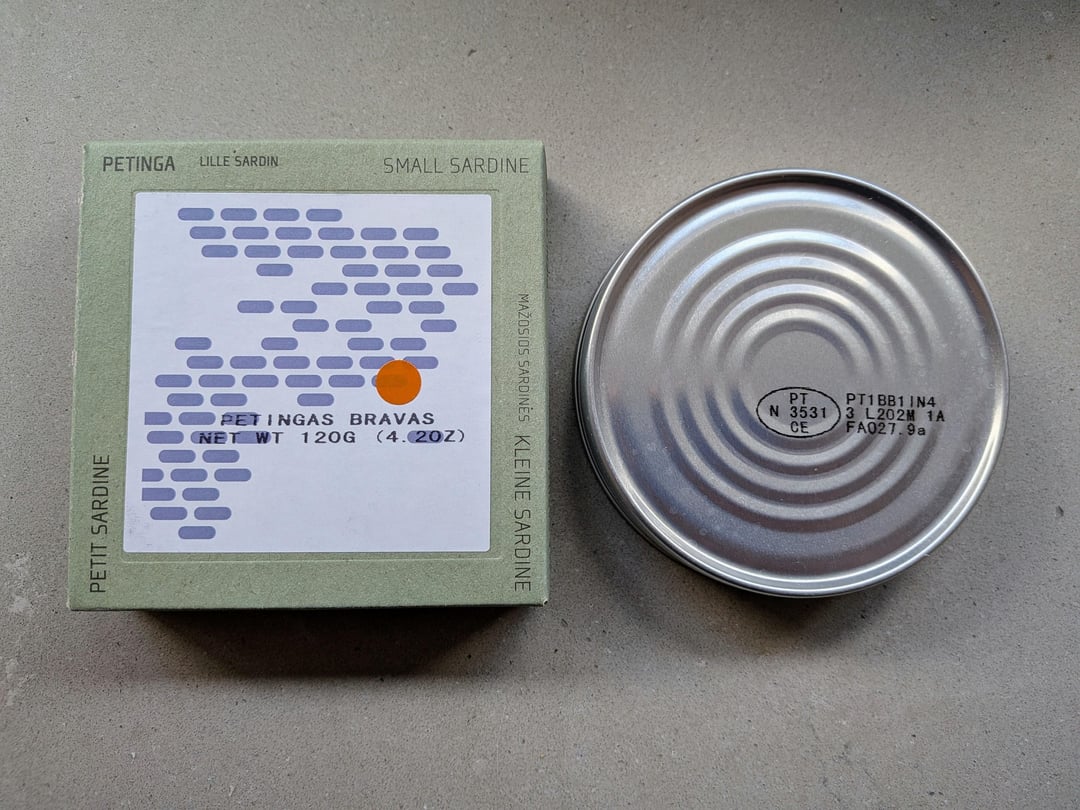 PETINGA
LILLE SARDIN
SMALL SARDINE
MAŽOSIOS SARDINĖS
KLEINE SARDINE
PETIT SARDINE
PETINGAS BRAVAS
NET WT 120G (4.2OZ)
PT
N 3531
CE
PT1BB1IN4
3 L202M 1A
FA027.9a